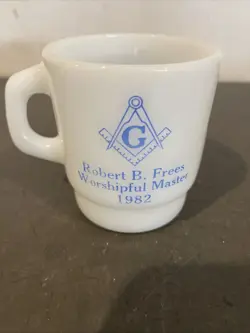 G
Robert B. Frees
Worshipful Master
1982